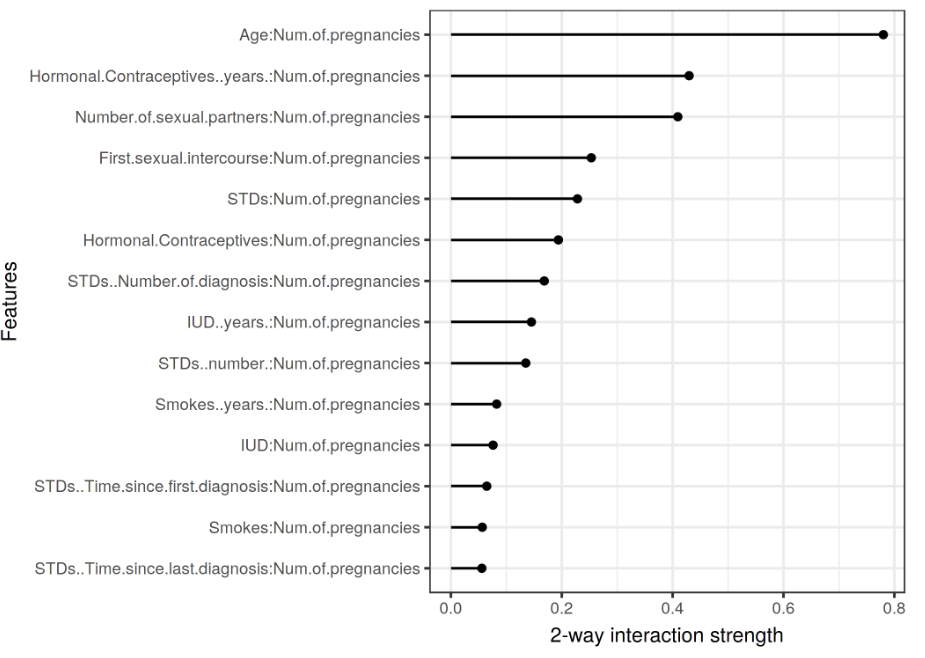 Age:Num.of.pregnancies
Hormonal.Contraceptives..years.:Num.of.pregnancies
Number.of.sexual.partners:Num.of.pregnancies
First.sexual.intercourse:Num.of.pregnancies
STDs:Num.of.pregnancies
Hormonal.Contraceptives:Num.of.pregnancies
STDs..Number.of.diagnosis:Num.of.pregnancies
IUD..years.:Num.of.pregnancies
STDs..number.:Num.of.pregnancies
Smokes..years.:Num.of.pregnancies
IUD:Num.of.pregnancies
STDs..Time.since.first.diagnosis:Num.of.pregnancies
Smokes:Num.of.pregnancies
STDs..Time.since.last.diagnosis:Num.of.pregnancies
Features
0.0 0.2 0.4 0.6 0.8
2-way interaction strength